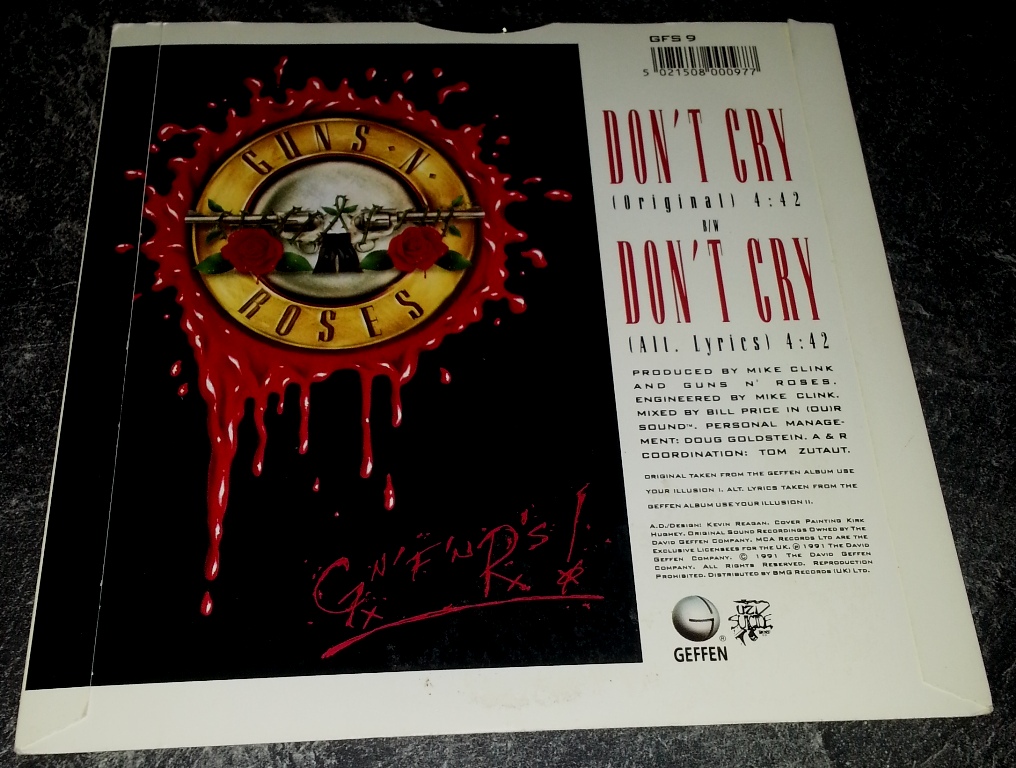 GFS 9
5 021508 000977
GUNS · N ·
ROSES
DON'T CRY
(Original) 4:42
B/W
DON'T CRY
(Alt. Lyrics) 4:42
PRODUCED BY MIKE CLINK
AND GUNS N' ROSES.
ENGINEERED BY MIKE CLINK.
MIXED BY BILL PRICE IN (OU)R
SOUND™. PERSONAL MANAGE-
MENT: DOUG GOLDSTEIN. A & R
COORDINATION: TOM ZUTAUT.
ORIGINAL TAKEN FROM THE GEFFEN ALBUM USE
YOUR ILLUSION I. ALT. LYRICS TAKEN FROM THE
GEFFEN ALBUM USE YOUR ILLUSION II.
A.D./DESIGN: KEVIN REAGAN. COVER PAINTING KIRK
HUGHEY. ORIGINAL SOUND RECORDINGS OWNED BY THE
DAVID GEFFEN COMPANY. MCA RECORDS LTD ARE THE
EXCLUSIVE LICENSEES FOR THE UK. ℗ 1991 THE DAVID
GEFFEN COMPANY. © 1991 THE DAVID GEFFEN
COMPANY. ALL RIGHTS RESERVED. REPRODUCTION
PROHIBITED. DISTRIBUTED BY BMG RECORDS (UK) LTD.
G N' F' N R's!
G
®
GEFFEN
UZI
SUICIDE